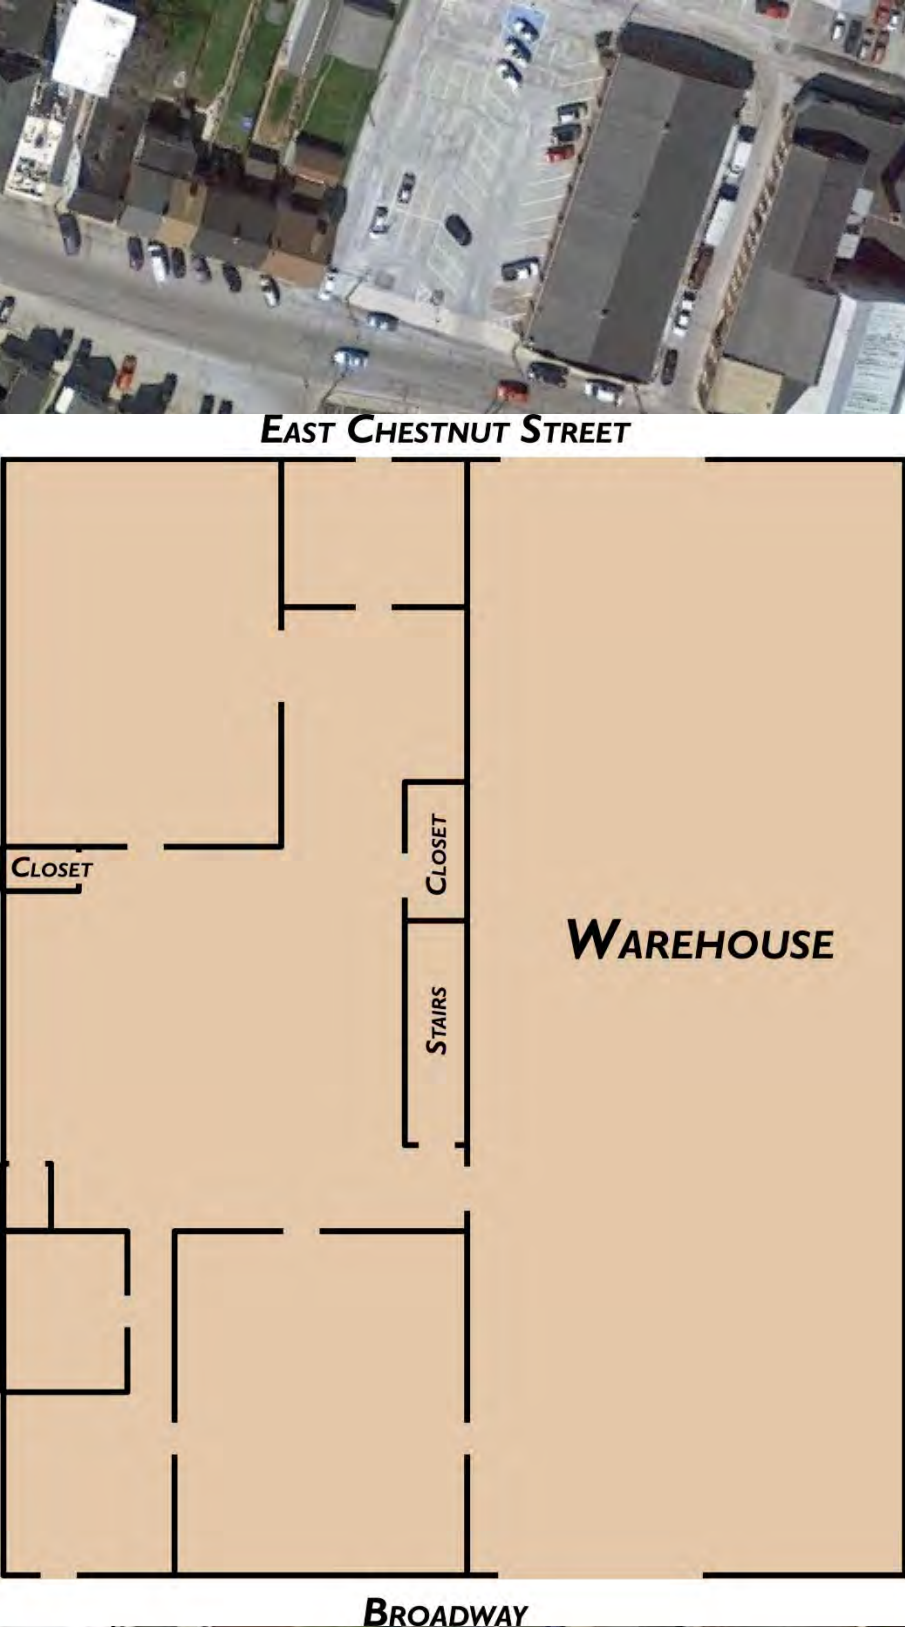 EAST CHESTNUT STREET
CLOSET
CLOSET
WAREHOUSE
STAIRS
BROADWAY